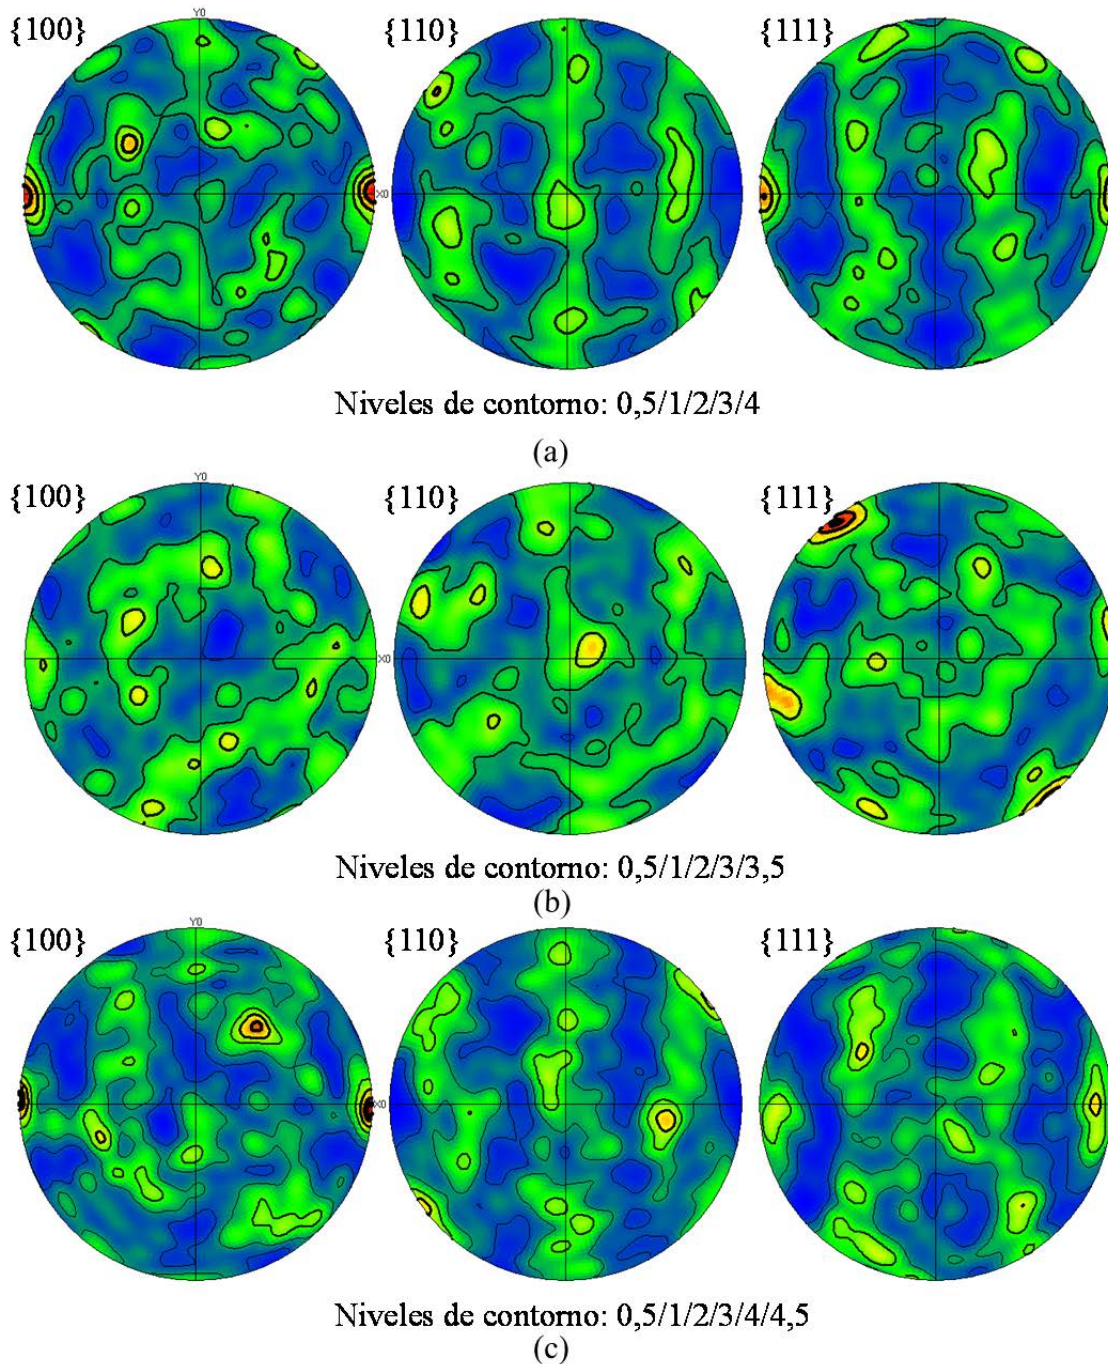 {100} Y0 {110} {111}
X0
Niveles de contorno: 0,5/1/2/3/4
(a)
{100} Y0 {110} {111}
X0
Niveles de contorno: 0,5/1/2/3/3,5
(b)
{100} Y0 {110} {111}
X0
Niveles de contorno: 0,5/1/2/3/4/4,5
(c)